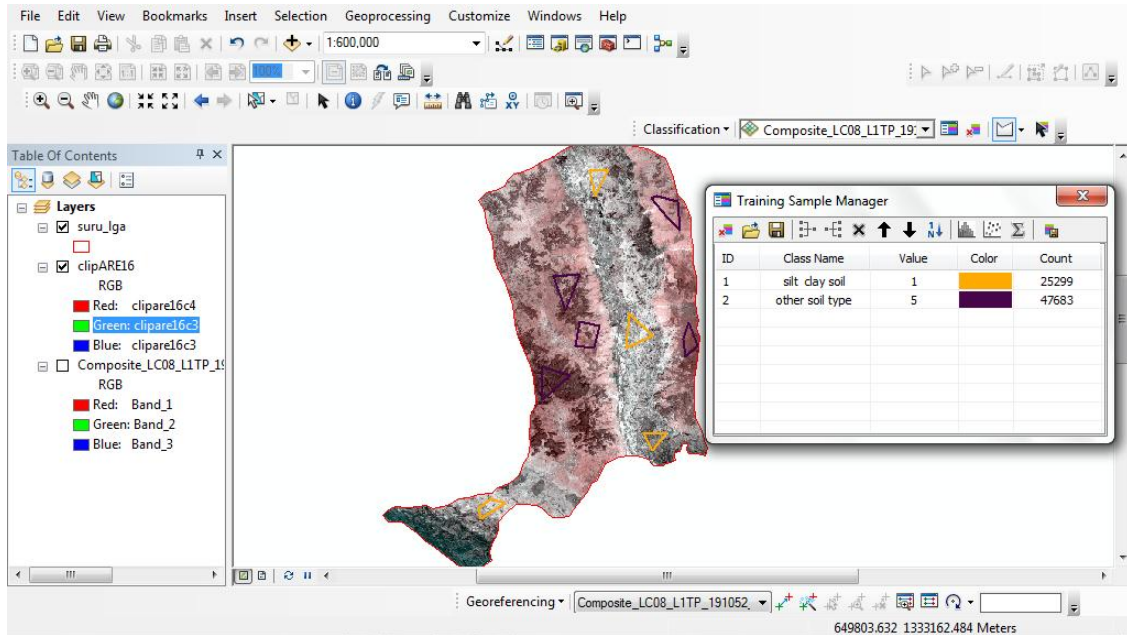 File Edit View Bookmarks Insert Selection Geoprocessing Customize Windows Help
1:600,000
100%
Classification Composite_LC08_L1TP_19
Table Of Contents
Layers
suru_lga
clipARE16
RGB
Red: clipare16c4
Green: clipare16c3
Blue: clipare16c3
Composite_LC08_L1TP_19
RGB
Red: Band_1
Green: Band_2
Blue: Band_3
Training Sample Manager
ID Class Name Value Color Count
1 silt clay soil 1 25299
2 other soil type 5 47683
Georeferencing Composite_LC08_L1TP_191052_
649803.632 1333162.484 Meters